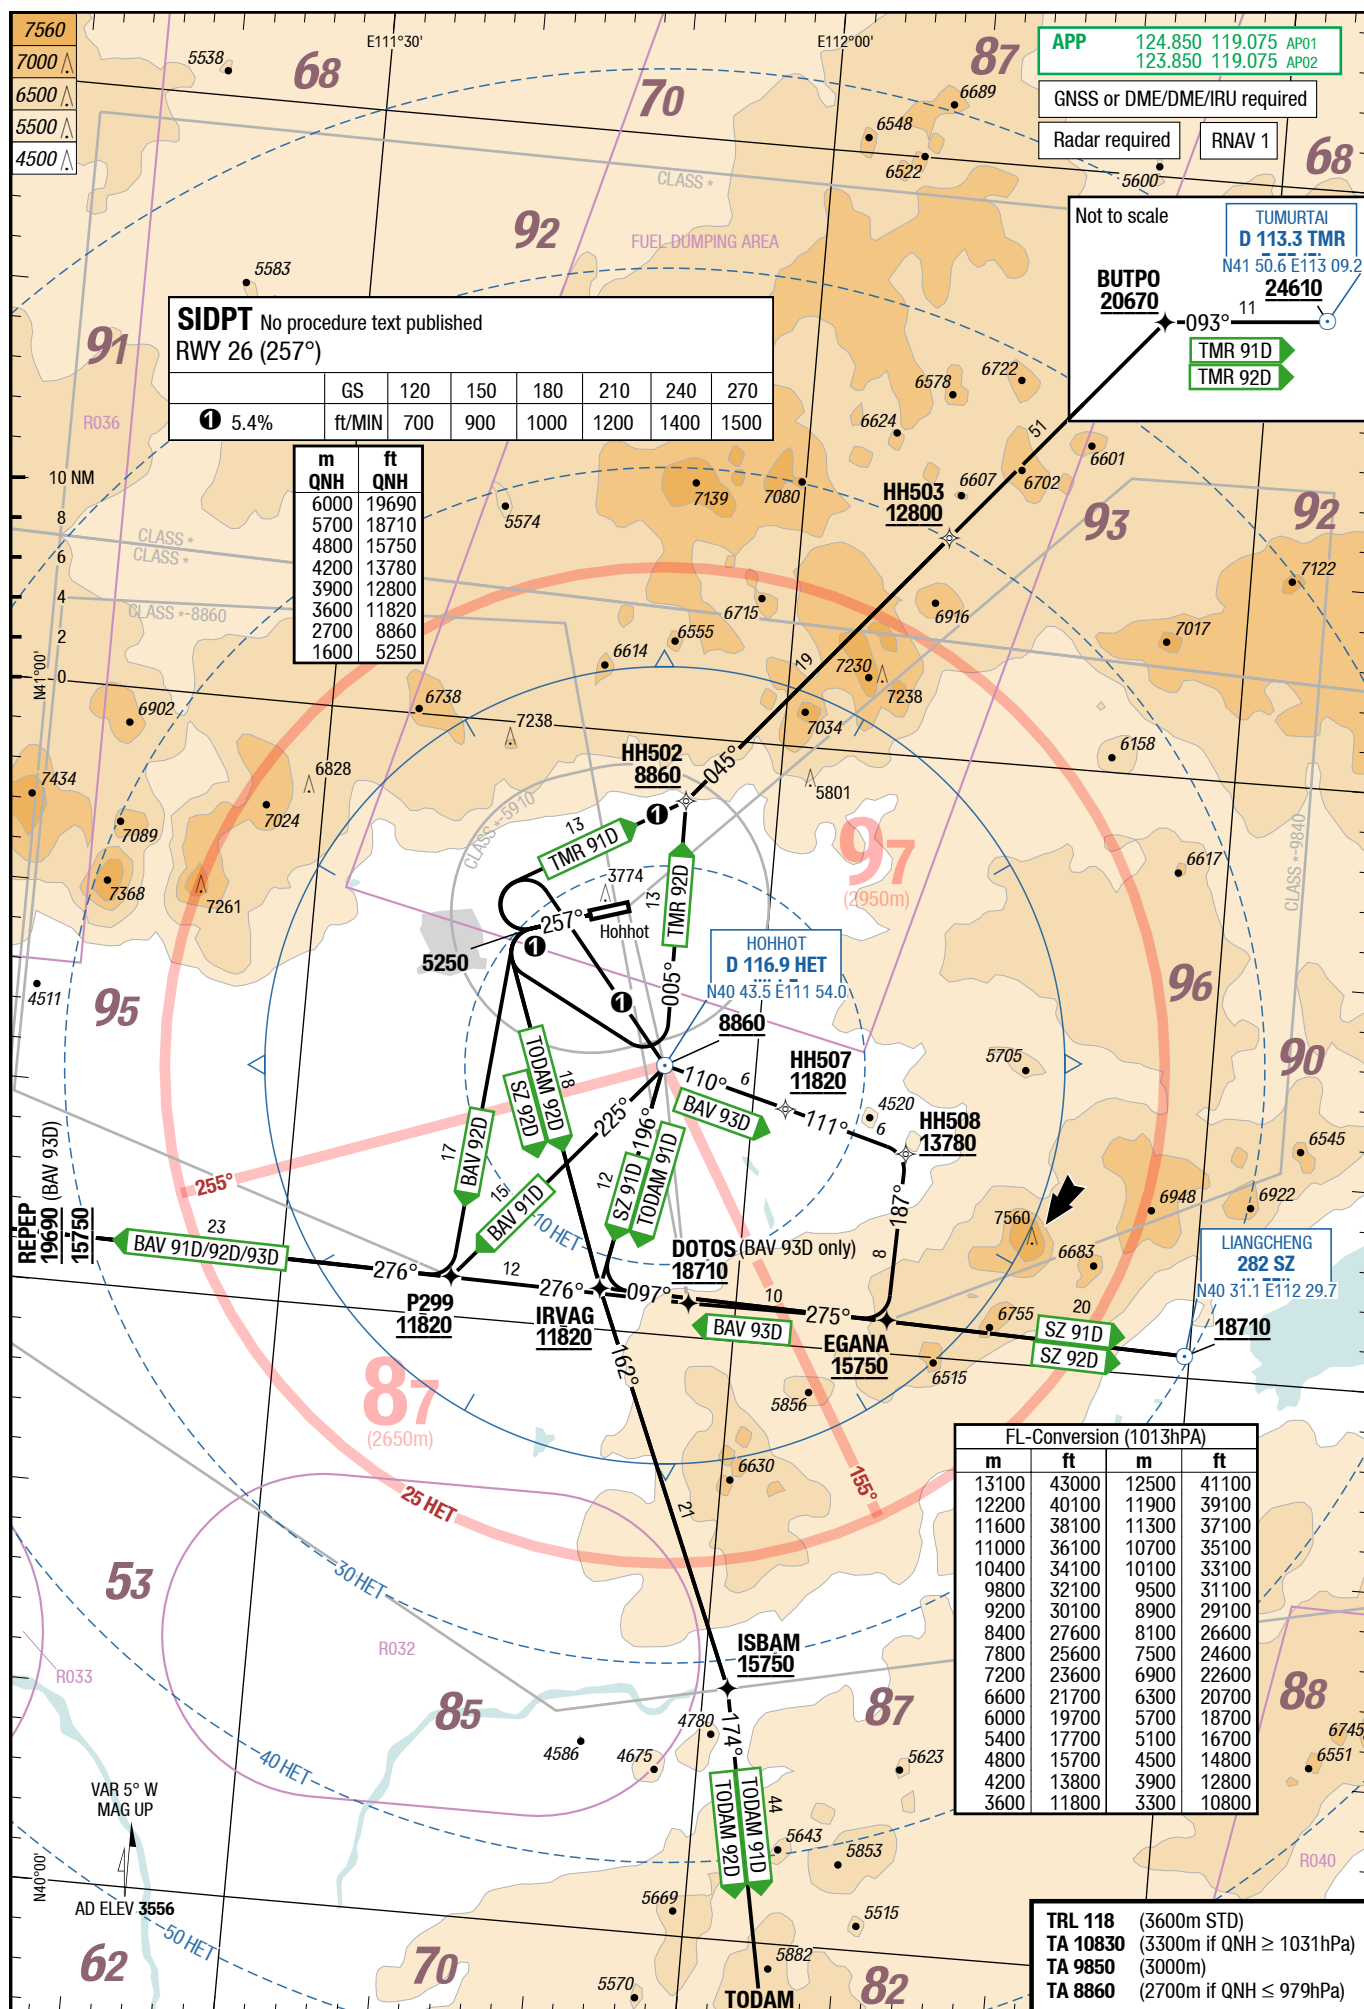 7560
7000
6500
5500
4500
E111°30'
E112°00'
APP 124.850 119.075 AP01
123.850 119.075 AP02
GNSS or DME/DME/IRU required
Radar required
RNAV 1
5538
68
70
87
6689
6548
6522
5600
68
CLASS *
92
FUEL DUMPING AREA
5583
Not to scale
TUMURTAI
D 113.3 TMR
N41 50.6 E113 09.2
BUTPO
20670
24610
093°
11
TMR 91D
TMR 92D
SIDPT No procedure text published
RWY 26 (257°)
GS 120 150 180 210 240 270
1 5.4% ft/MIN 700 900 1000 1200 1400 1500
91
R036
6578
6722
6624
51
6601
6702
6607
m ft
QNH QNH
6000 19690
5700 18710
4800 15750
4200 13780
3900 12800
3600 11820
2700 8860
1600 5250
10 NM
8
6
4
2
0
N41°00'
5574
7139
7080
HH503
12800
93
92
CLASS *
CLASS *
CLASS *-8860
7122
6715
6916
6555
6614
7017
19
7230
7238
7034
6738
6902
7238
6158
HH502
8860
045°
6828
7434
7024
7089
5801
CLASS *-5910
97
(2950m)
CLASS *-9840
13
TMR 91D
1
6617
7368
7261
3774
13
TMR 92D
257°
Hohhot
1
5250
HOHHOT
D 116.9 HET
N40 43.5 E111 54.0
4511
95
1
005°
96
8860
90
5705
HH507
11820
110°
6
BAV 93D
111°
4520
6
HH508
13780
TODAM 92D
18
SZ 92D
225°
196°
17
BAV 92D
12
SZ 91D
TODAM 91D
6545
6948
6922
255°
REPEP
19690 (BAV 93D)
15750
15
BAV 91D
10 HET
187°
7560
6683
23
BAV 91D/92D/93D
DOTOS (BAV 93D only)
18710
8
LIANGCHENG
282 SZ
N40 31.1 E112 29.7
276°
12
276°
097°
10
275°
P299
11820
IRVAG
11820
BAV 93D
EGANA
15750
6755
20
SZ 91D
SZ 92D
18710
162°
6515
5856
87
(2650m)
6630
155°
25 HET
21
FL-Conversion (1013hPA)
m ft m ft
13100 43000 12500 41100
12200 40100 11900 39100
11600 38100 11300 37100
11000 36100 10700 35100
10400 34100 10100 33100
9800 32100 9500 31100
9200 30100 8900 29100
8400 27600 8100 26600
7800 25600 7500 24600
7200 23600 6900 22600
6600 21700 6300 20700
6000 19700 5700 18700
5400 17700 5100 16700
4800 15700 4500 14800
4200 13800 3900 12800
3600 11800 3300 10800
53
30 HET
R032
R033
ISBAM
15750
85
87
88
4780
174°
4586
4675
5623
6745
6551
40 HET
VAR 5° W
MAG UP
TODAM 92D
TODAM 91D
44
5643
5853
R040
N40°00'
AD ELEV 3556
5669
5515
50 HET
62
70
5882
82
5570
TODAM
TRL 118 (3600m STD)
TA 10830 (3300m if QNH ≥ 1031hPa)
TA 9850 (3000m)
TA 8860 (2700m if QNH ≤ 979hPa)